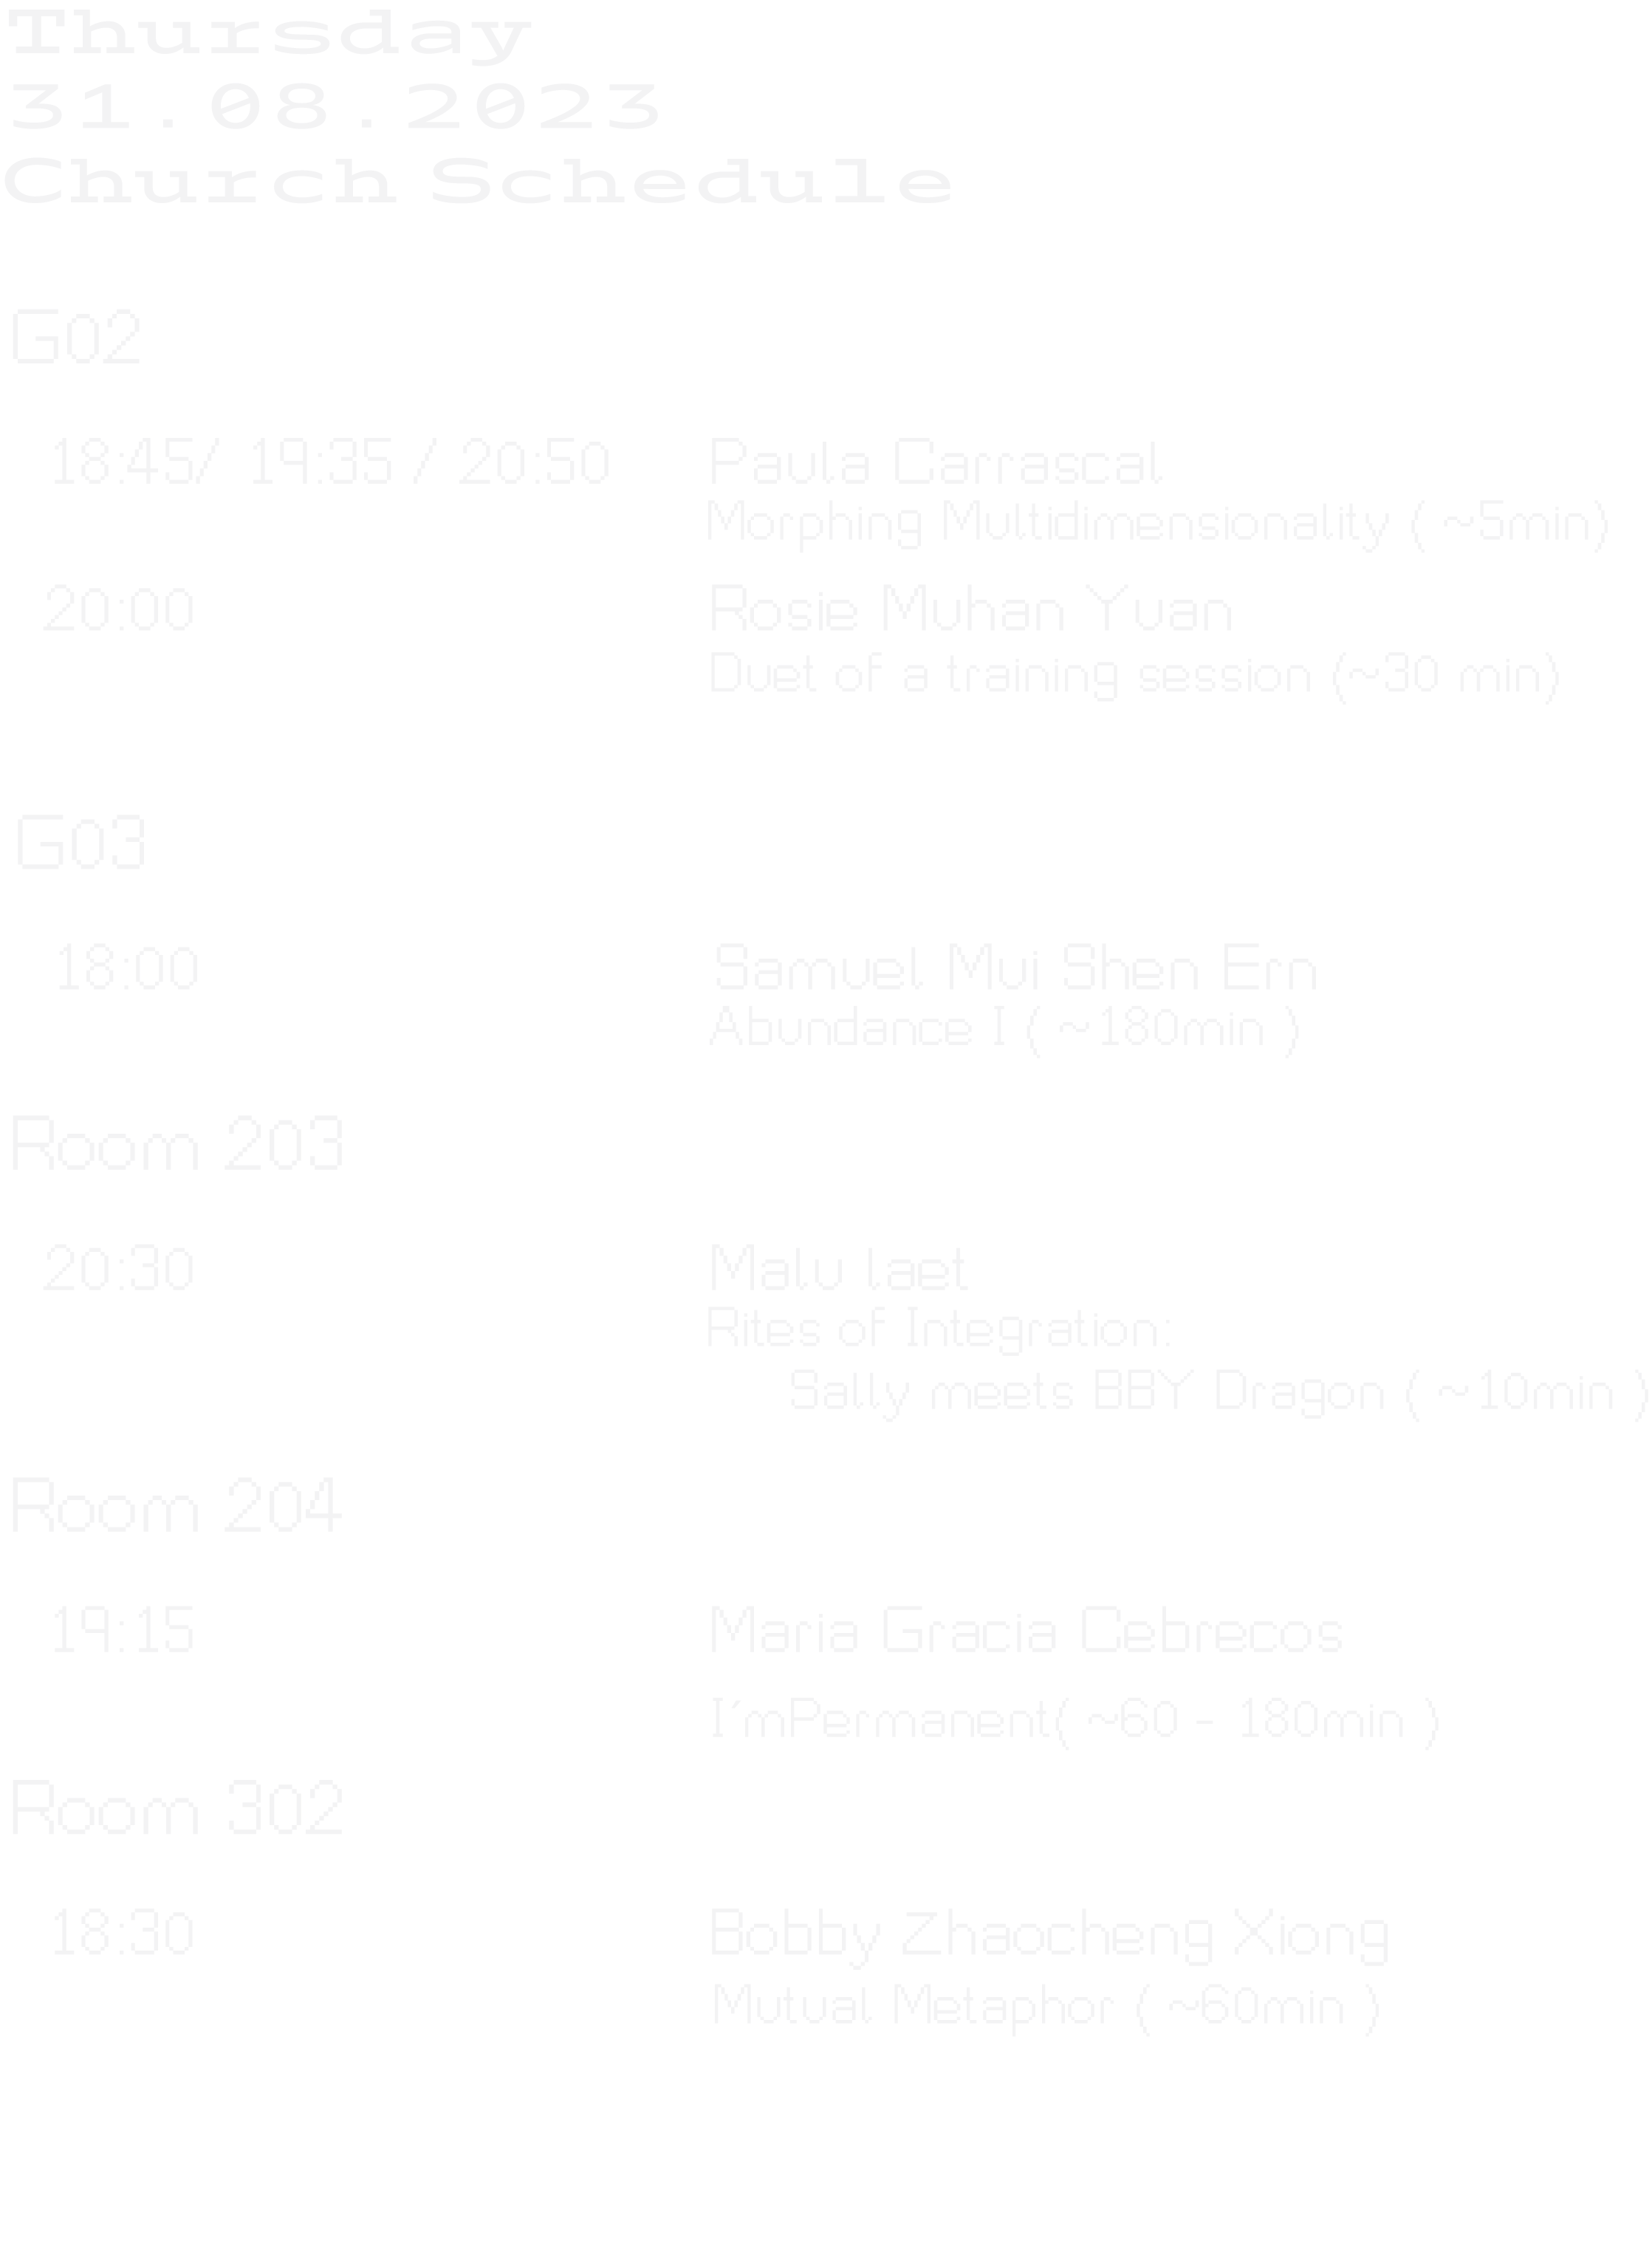 Thursday
31.08.2023
Church Schedule
G02
18:45/ 19:35 / 20:50 Paula Carrascal
Morphing Multidimensionality ( ~5min)
20:00 Rosie Muhan Yuan
Duet of a training session (~30 min )
G03
18:00 Samuel Mui Shen Ern
Abundance I ( ~180min )
Room 203
20:30 Malu laet
Rites of Integration:
Sally meets BBY Dragon ( ~10min )
Room 204
19:15 Maria Gracia Cebrecos
I´mPermanent( ~60 - 180min )
Room 302
18:30 Bobby Zhaocheng Xiong
Mutual Metaphor ( ~60min )